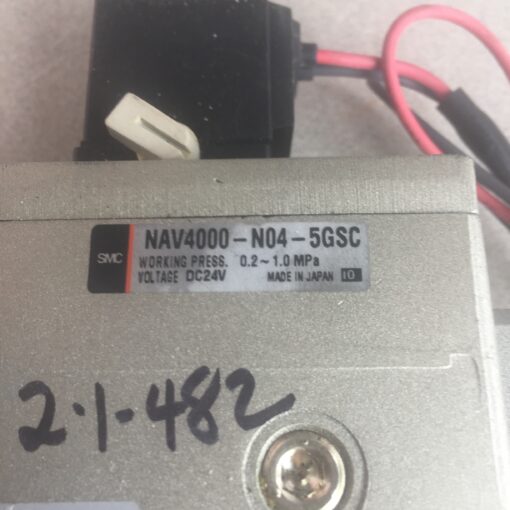 SMC
NAV4000-N04-5GSC
WORKING PRESS. 0.2~1.0 MPa
VOLTAGE DC24V MADE IN JAPAN
2-1-482